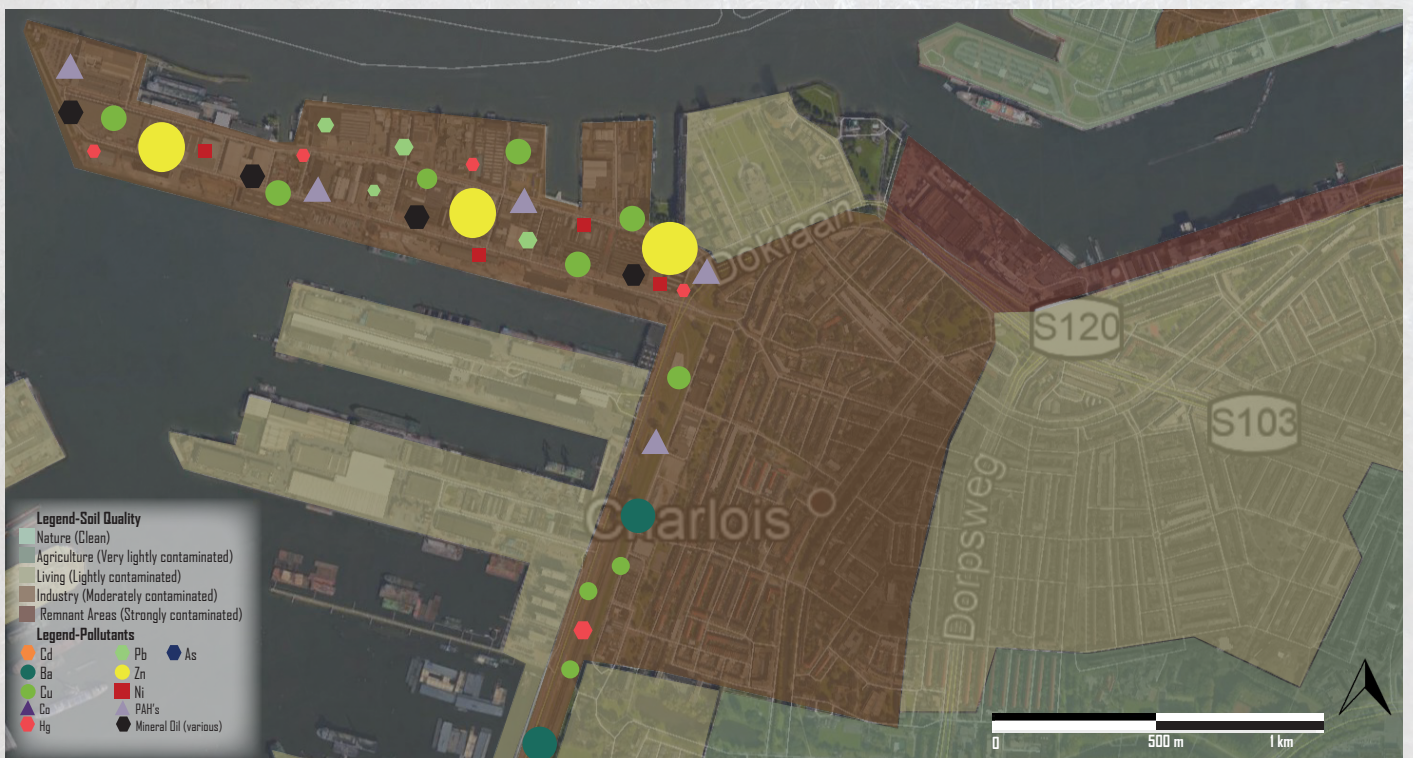 Doklaan
S120
S103
Charlois
Dorpsweg
Legend-Soil Quality
Nature (Clean)
Agriculture (Very lightly contaminated)
Living (Lightly contaminated)
Industry (Moderately contaminated)
Remnant Areas (Strongly contaminated)
Legend-Pollutants
Cd
Pb
As
Ba
Zn
Cu
Ni
Co
PAH's
Hg
Mineral Oil (various)
0
500 m
1 km